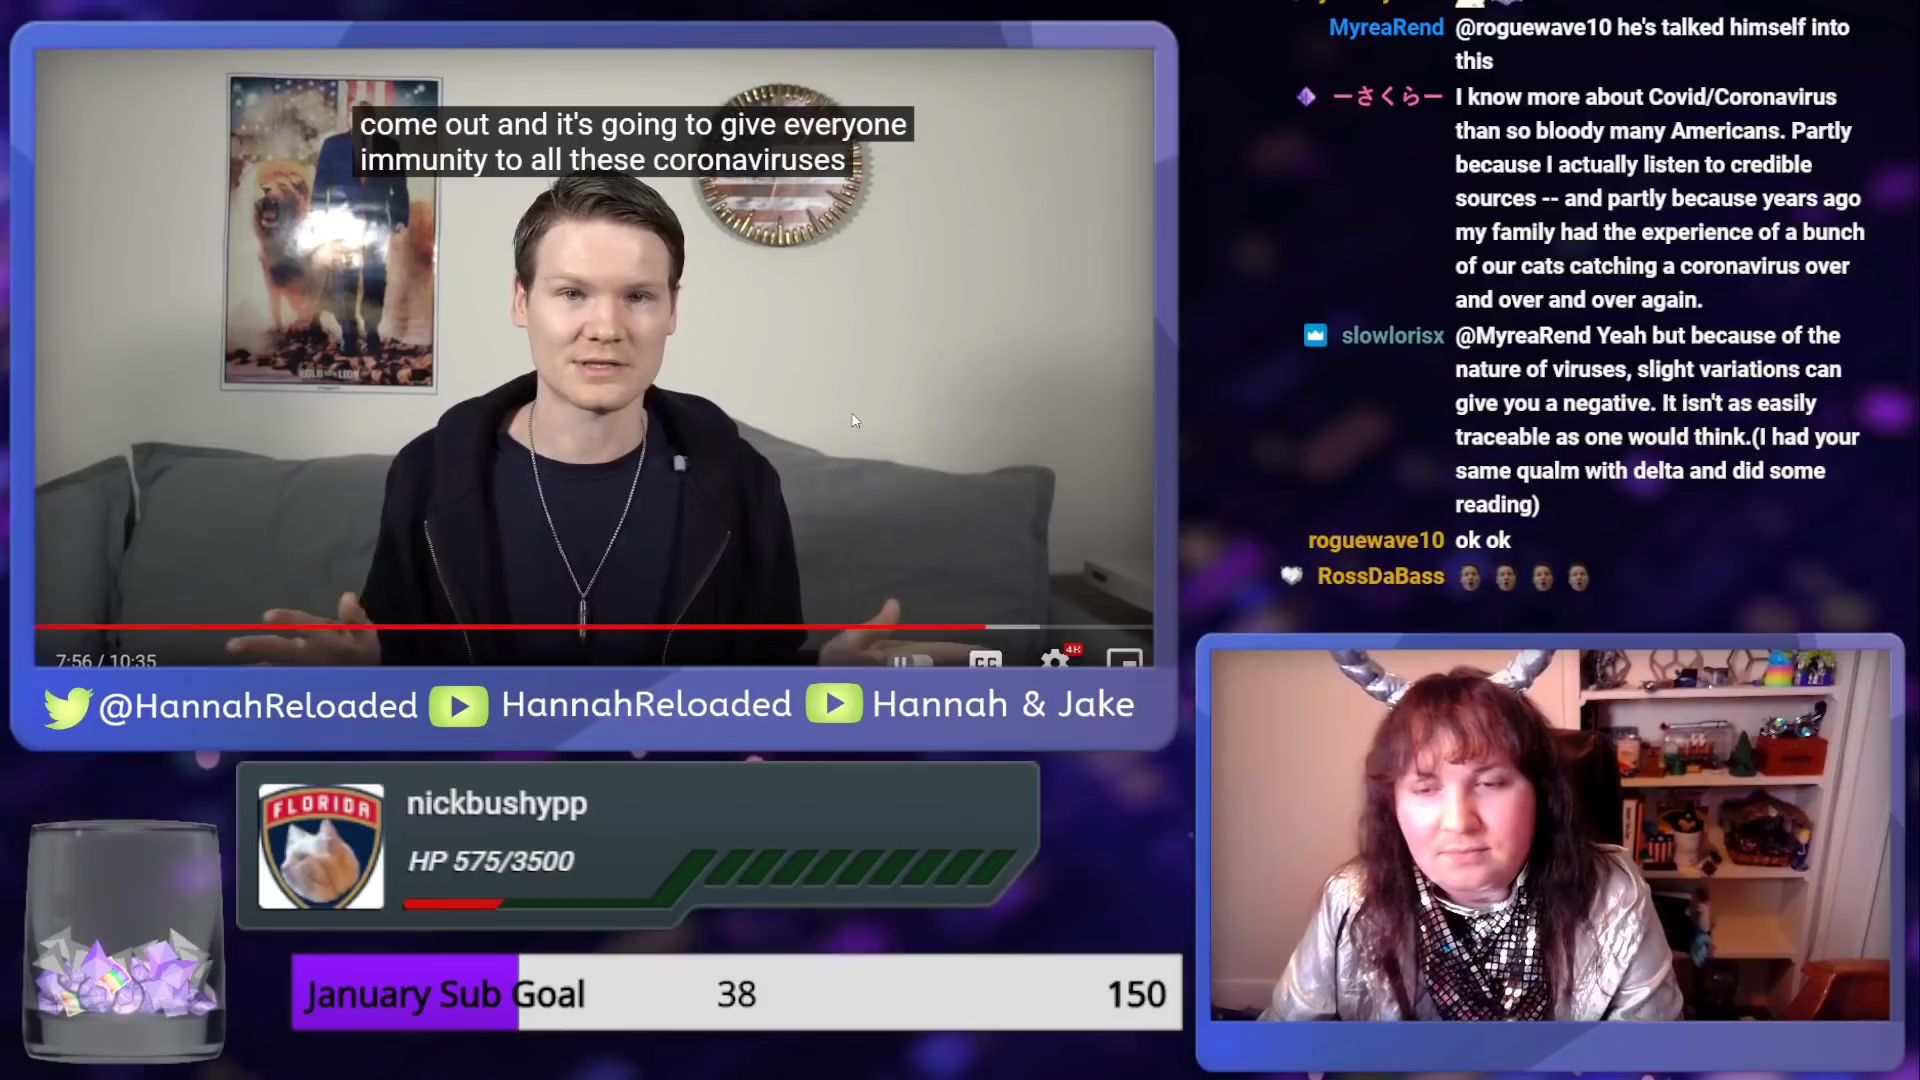 come out and it's going to give everyone
immunity to all these coronaviruses
7:56 / 10:35
@HannahReloaded HannahReloaded Hannah & Jake
FLORIDA
nickbushypp
HP 575/3500
January Sub Goal 38 150
MyreaRend @roguewave10 he's talked himself into
this
ーさくらー I know more about Covid/Coronavirus
than so bloody many Americans. Partly
because I actually listen to credible
sources -- and partly because years ago
my family had the experience of a bunch
of our cats catching a coronavirus over
and over and over again.
slowlorisx @MyreaRend Yeah but because of the
nature of viruses, slight variations can
give you a negative. It isn't as easily
traceable as one would think.(I had your
same qualm with delta and did some
reading)
roguewave10 ok ok
RossDaBass